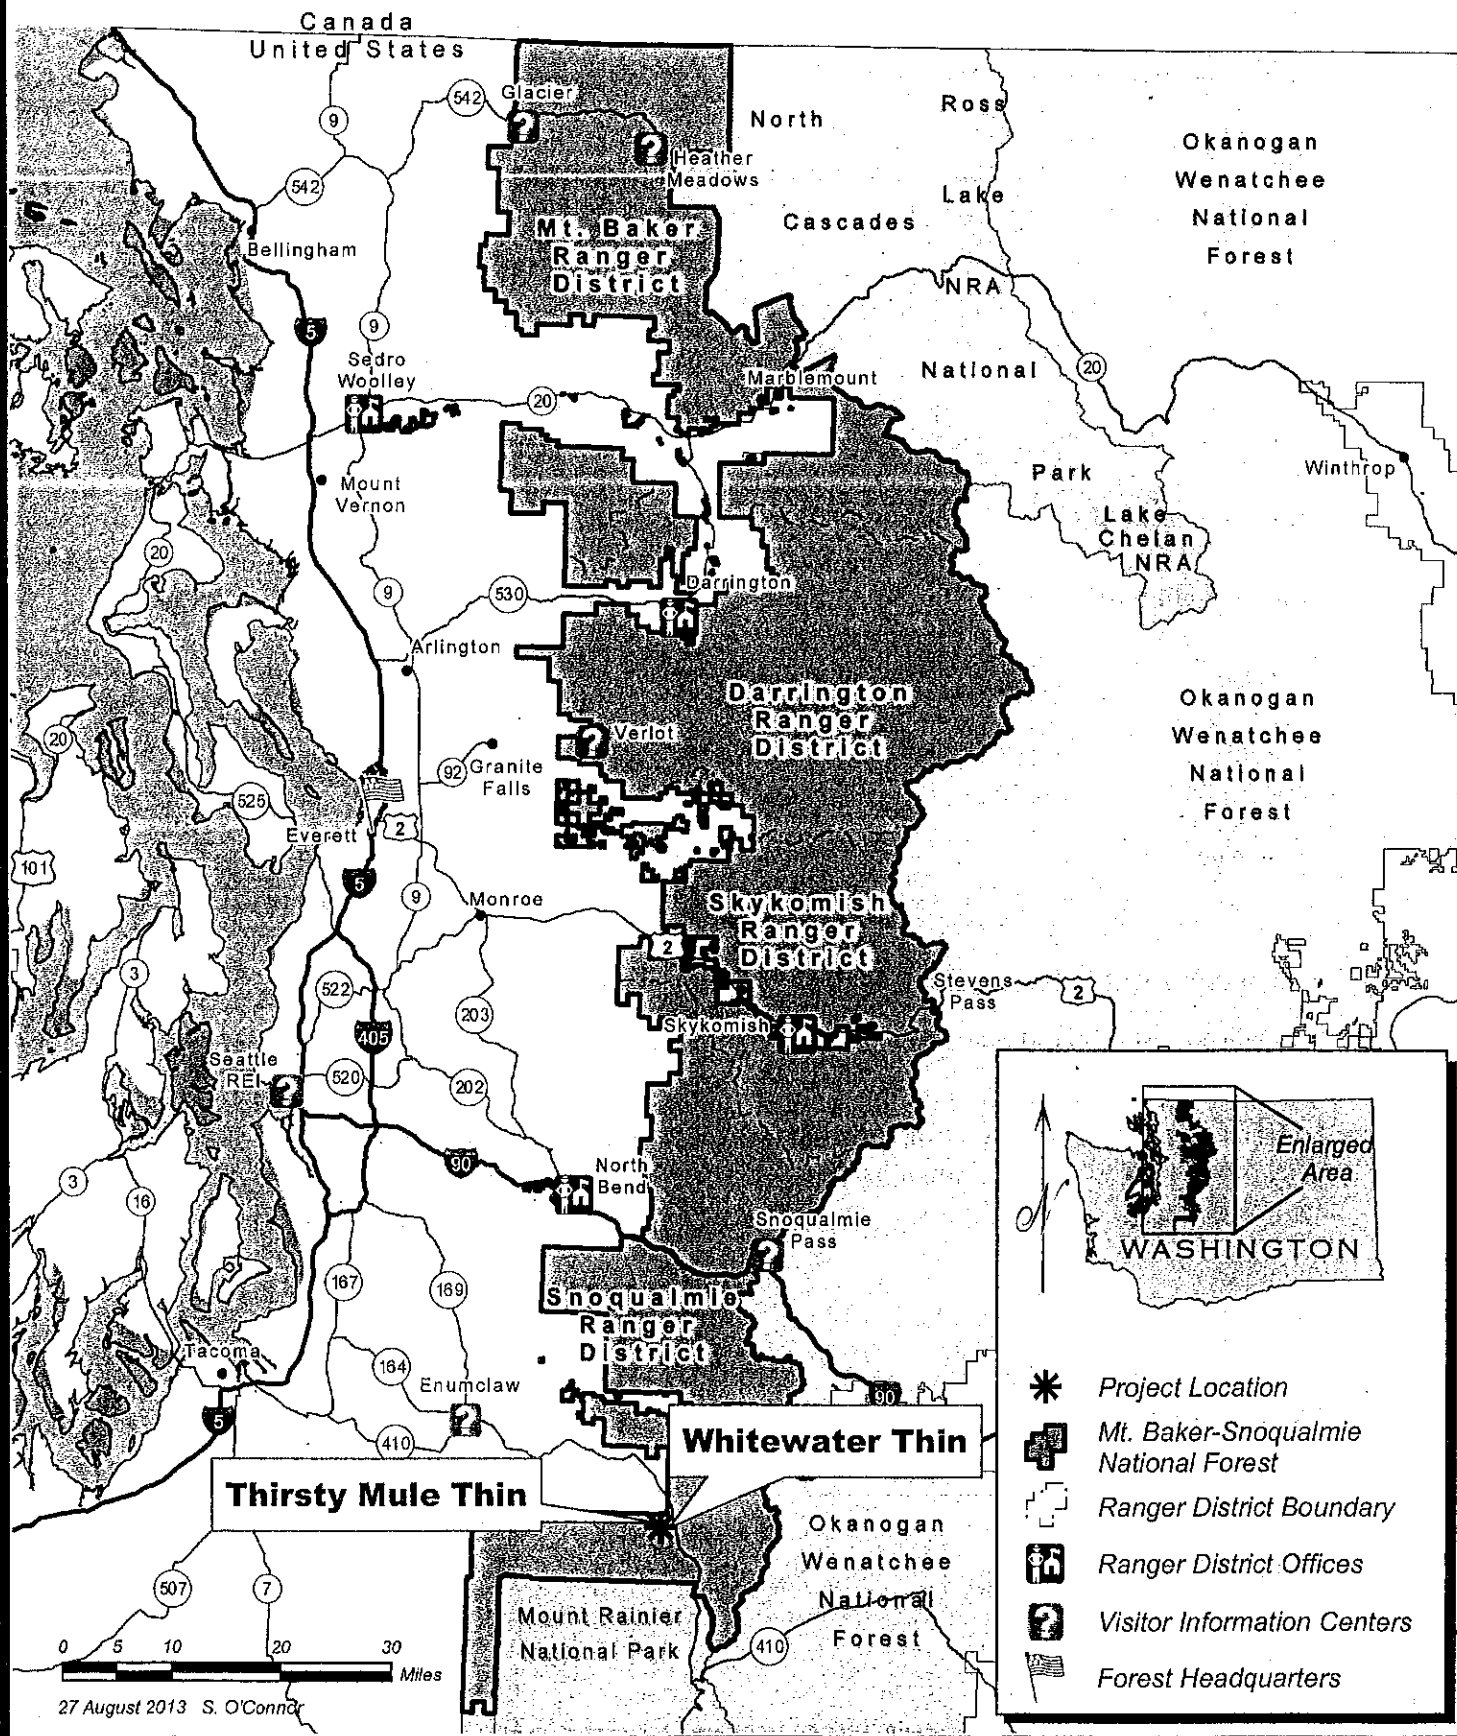 Canada
United States
Glacier
542
9
542
Heather
Meadows
North
Cascades
Ross
Lake
NRA
National
Park
Okanogan
Wenatchee
National
Forest
Bellingham
Mt. Baker
Ranger
District
5
9
Sedro
Woolley
20
Marblemount
20
Winthrop
Mount
Vernon
Lake
Chelan
NRA
20
9
530
Darrington
Arlington
Darrington
Ranger
District
Okanogan
Wenatchee
National
Forest
20
Verlot
92
Granite
Falls
525
Everett
2
101
5
9
Monroe
Skykomish
Ranger
District
2
3
522
203
Stevens
Pass
2
405
Skykomish
Seattle
REI
520
202
90
North
Bend
3
16
Snoqualmie
Pass
167
169
Snoqualmie
Ranger
District
Tacoma
164
Enumclaw
90
5
410
Whitewater Thin
Thirsty Mule Thin
Okanogan
Wenatchee
National
Forest
507
7
Mount Rainier
National Park
410
0 5 10 20 30
Miles
27 August 2013 S. O'Connor
Enlarged
Area
WASHINGTON
Project Location
Mt. Baker-Snoqualmie
National Forest
Ranger District Boundary
Ranger District Offices
Visitor Information Centers
Forest Headquarters